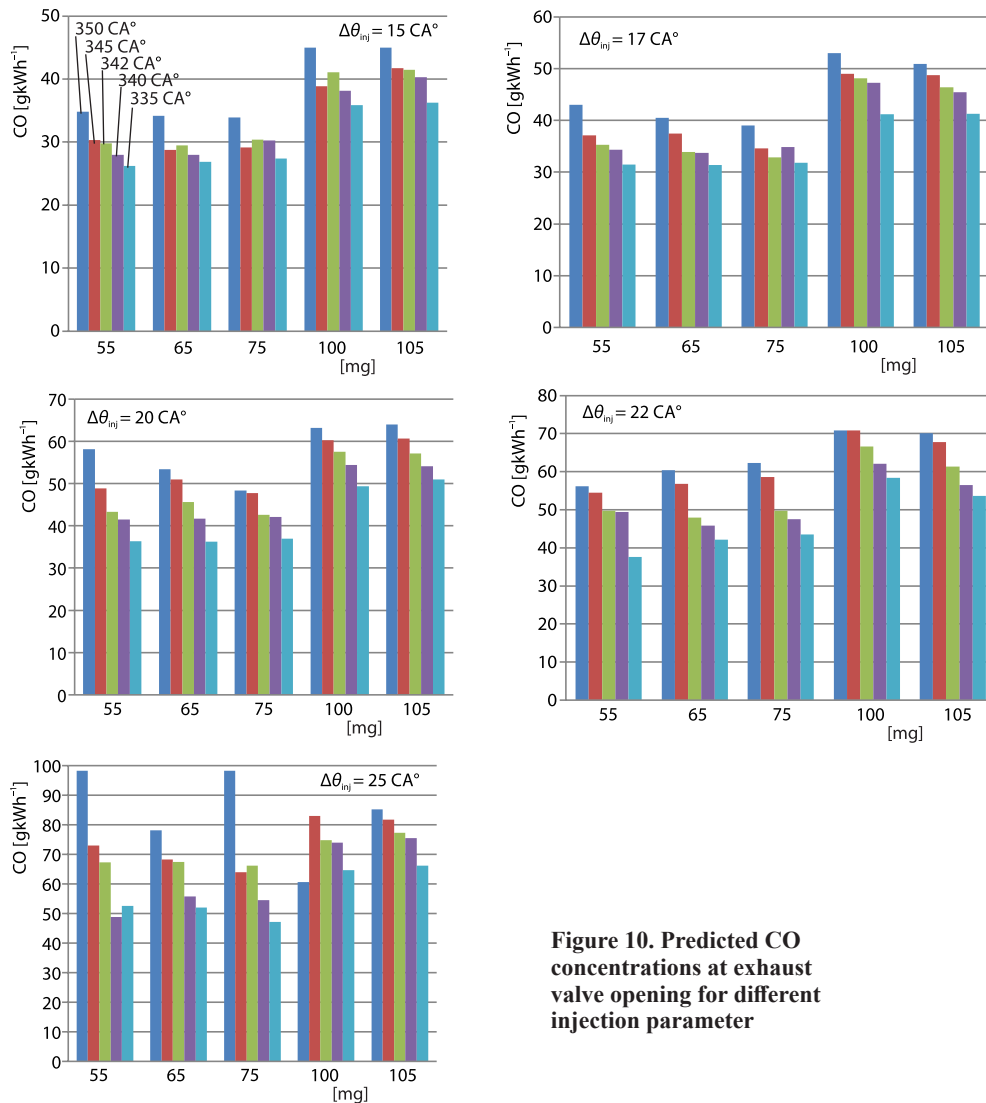 50
40
30
20
10
0
CO [gkWh⁻¹]
350 CA°
345 CA°
342 CA°
340 CA°
335 CA°
Δθinj = 15 CA°
55 65 75 100 105
[mg]
60
50
40
30
20
10
0
CO [gkWh⁻¹]
Δθinj = 17 CA°
55 65 75 100 105
[mg]
70
60
50
40
30
20
10
0
CO [gkWh⁻¹]
Δθinj = 20 CA°
55 65 75 100 105
[mg]
80
70
60
50
40
30
20
10
0
CO [gkWh⁻¹]
Δθinj = 22 CA°
55 65 75 100 105
[mg]
100
90
80
70
60
50
40
30
20
10
0
CO [gkWh⁻¹]
Δθinj = 25 CA°
55 65 75 100 105
[mg]
Figure 10. Predicted CO
concentrations at exhaust
valve opening for different
injection parameter